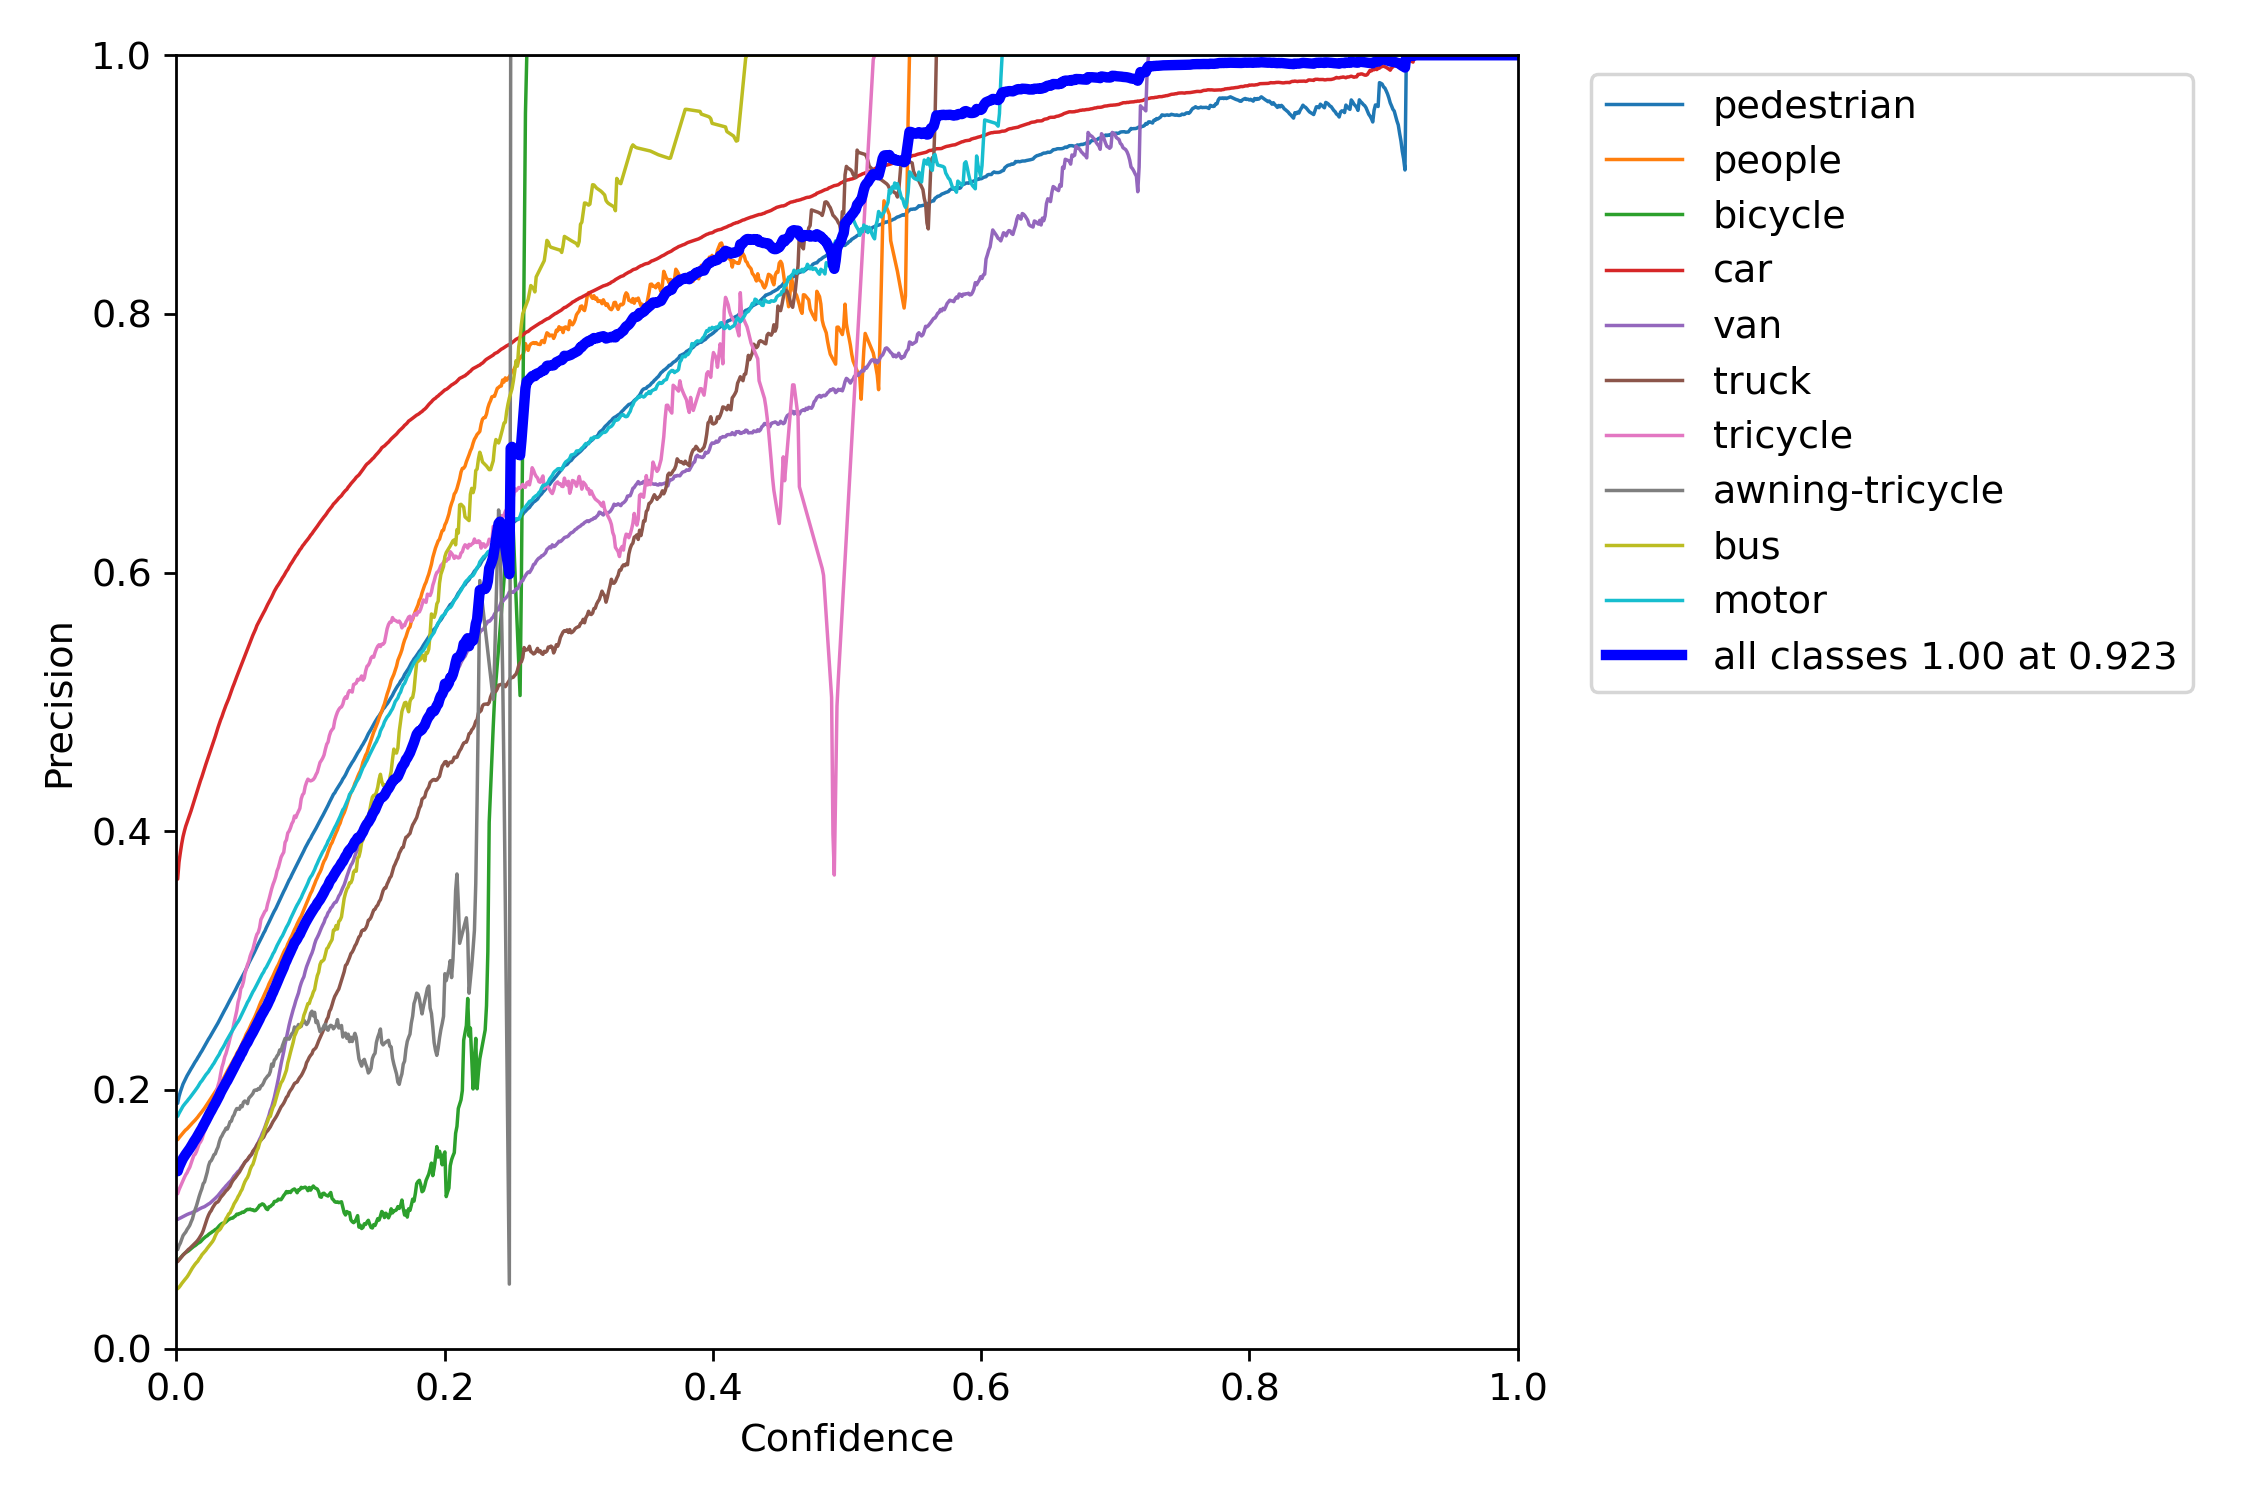 1.0
0.8
0.6
0.4
0.2
0.0
Precision
0.0 0.2 0.4 0.6 0.8 1.0
Confidence
pedestrian
people
bicycle
car
van
truck
tricycle
awning-tricycle
bus
motor
all classes 1.00 at 0.923